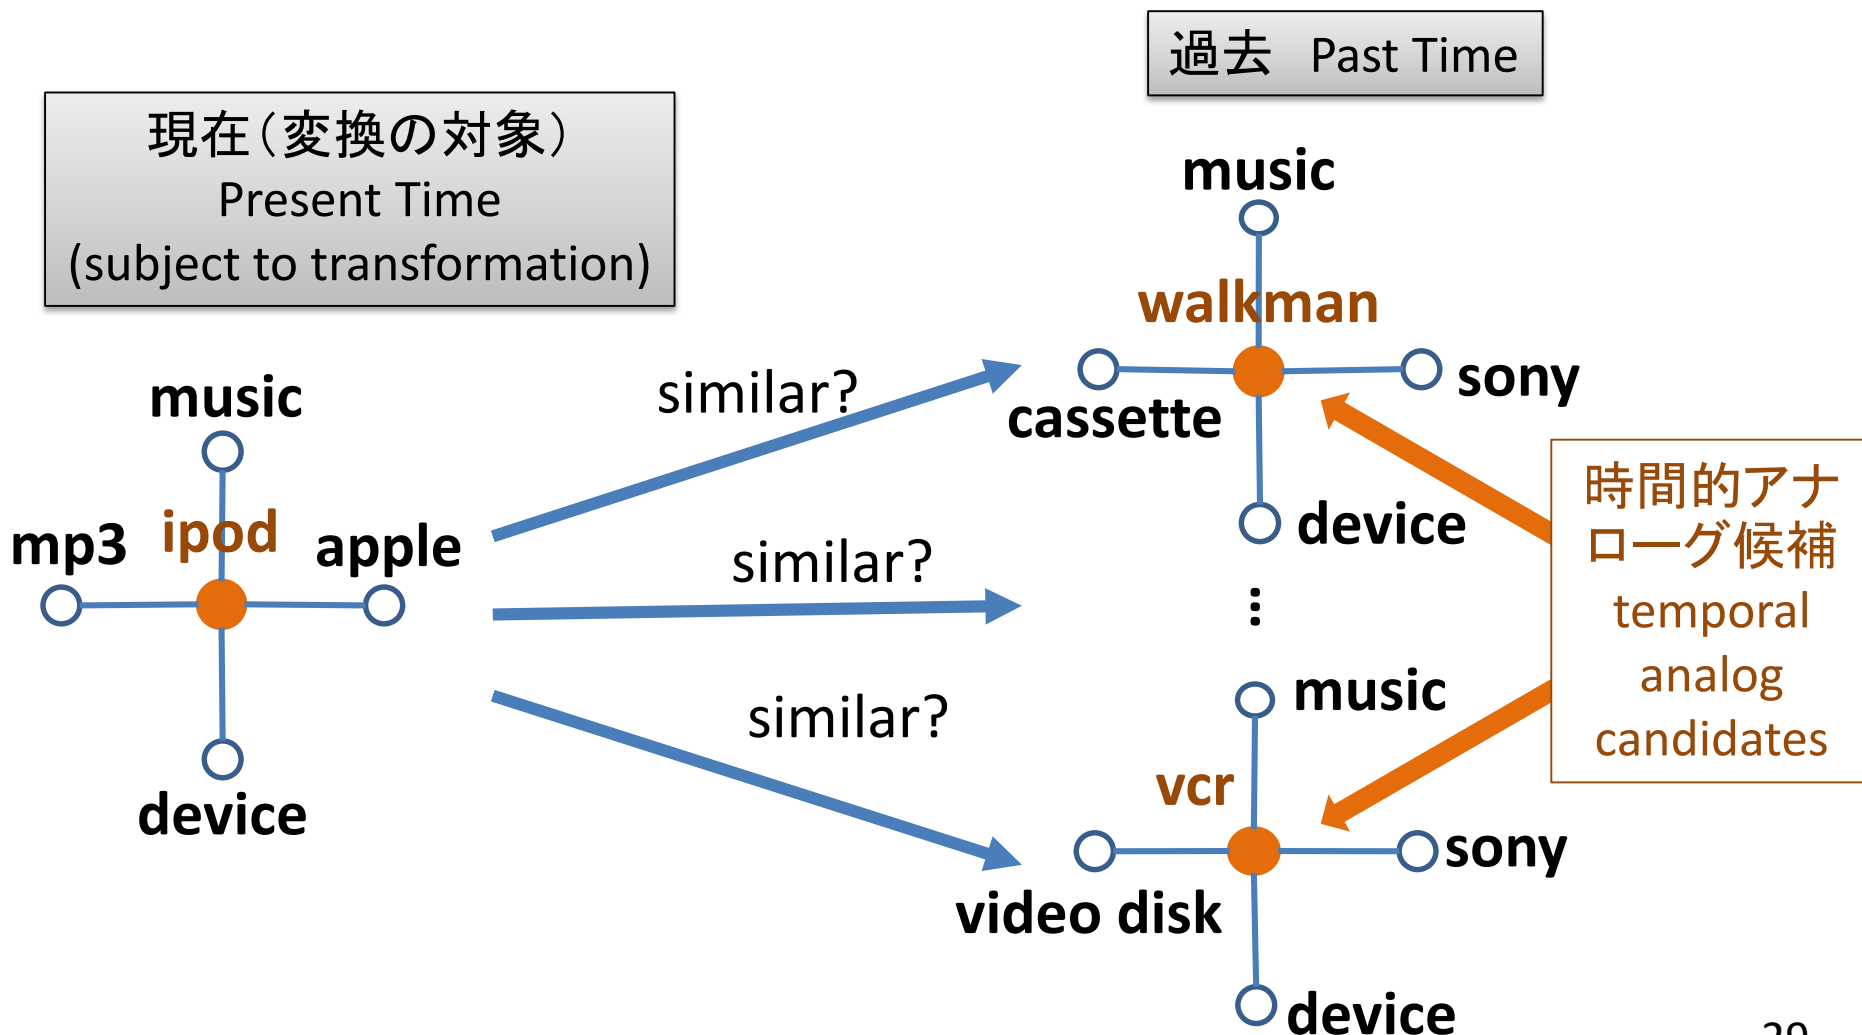 過去 Past Time
現在（変換の対象）
Present Time
(subject to transformation)
music
walkman
cassette
sony
device
music
ipod
mp3
apple
device
similar?
similar?
similar?
⋮
music
vcr
video disk
sony
device
時間的アナ
ローグ候補
temporal
analog
candidates